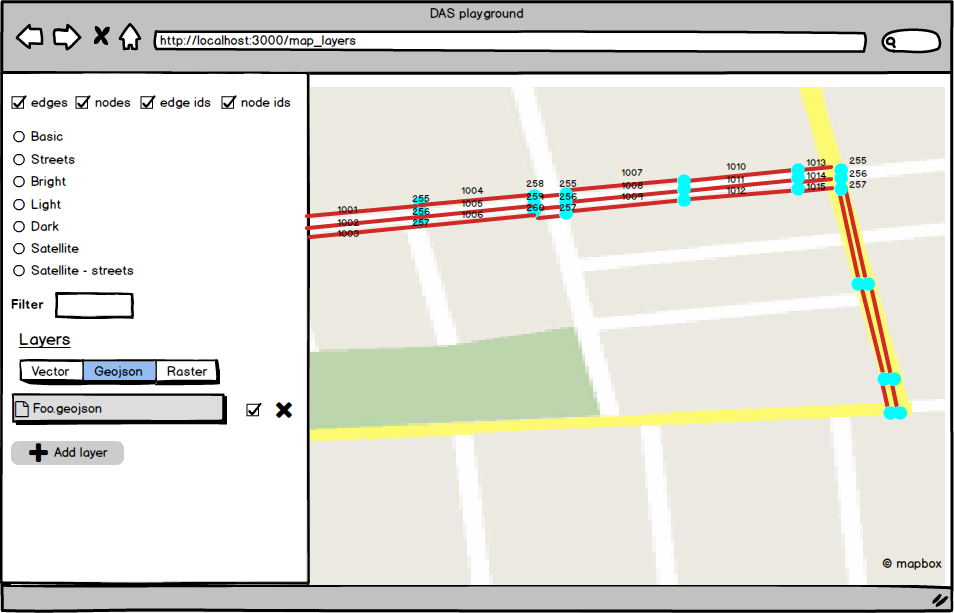 DAS playground
http://localhost:3000/map_layers
edges nodes edge ids node ids
Basic
Streets
Bright
Light
Dark
Satellite
Satellite - streets
Filter
Layers
Vector Geojson Raster
Foo.geojson
Add layer
1001 255 1004 258 255 1007 1010 1013 255
1002 256 1005 259 256 1008 1011 1014 256
1003 257 1006 260 257 1009 1012 1015 257
© mapbox